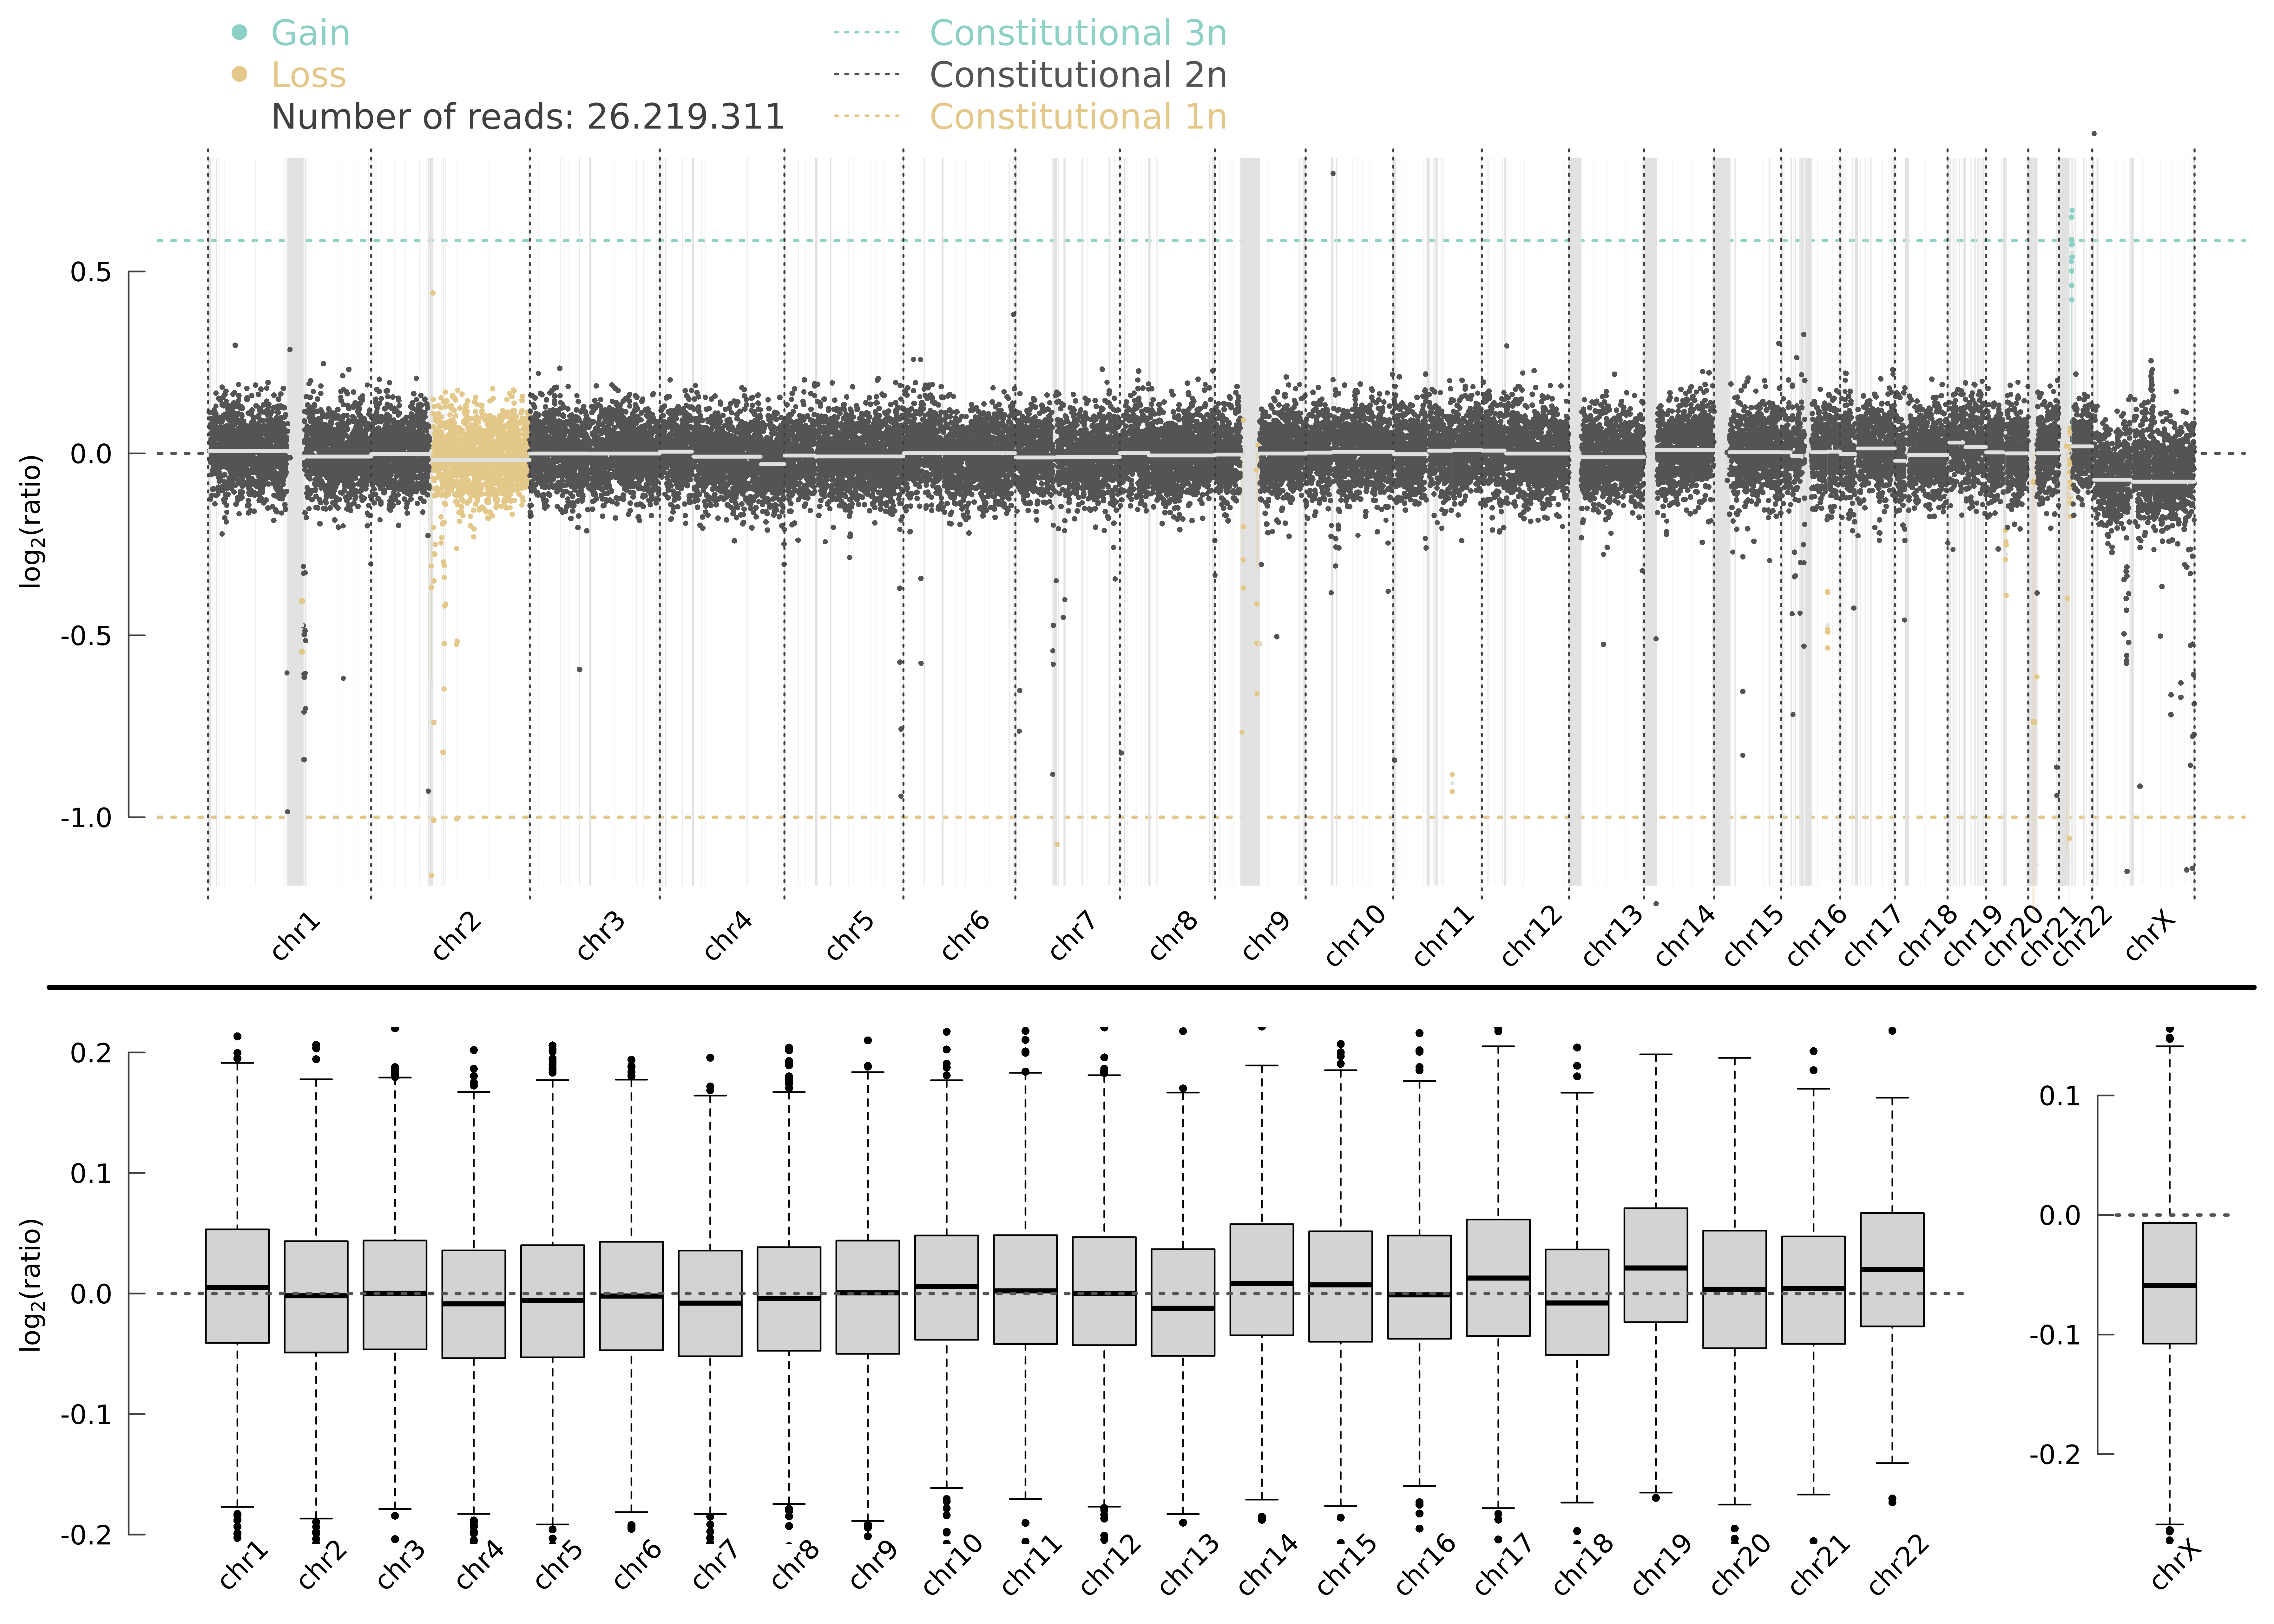 Gain
Loss
Number of reads: 26.219.311
Constitutional 3n
Constitutional 2n
Constitutional 1n
log2(ratio)
0.5
0.0
-0.5
-1.0
chr1 chr2 chr3 chr4 chr5 chr6 chr7 chr8 chr9 chr10 chr11 chr12 chr13 chr14 chr15 chr16 chr17 chr18 chr19 chr20 chr21 chr22 chrX
log2(ratio)
0.2
0.1
0.0
-0.1
-0.2
chr1 chr2 chr3 chr4 chr5 chr6 chr7 chr8 chr9 chr10 chr11 chr12 chr13 chr14 chr15 chr16 chr17 chr18 chr19 chr20 chr21 chr22
0.1
0.0
-0.1
-0.2
chrX